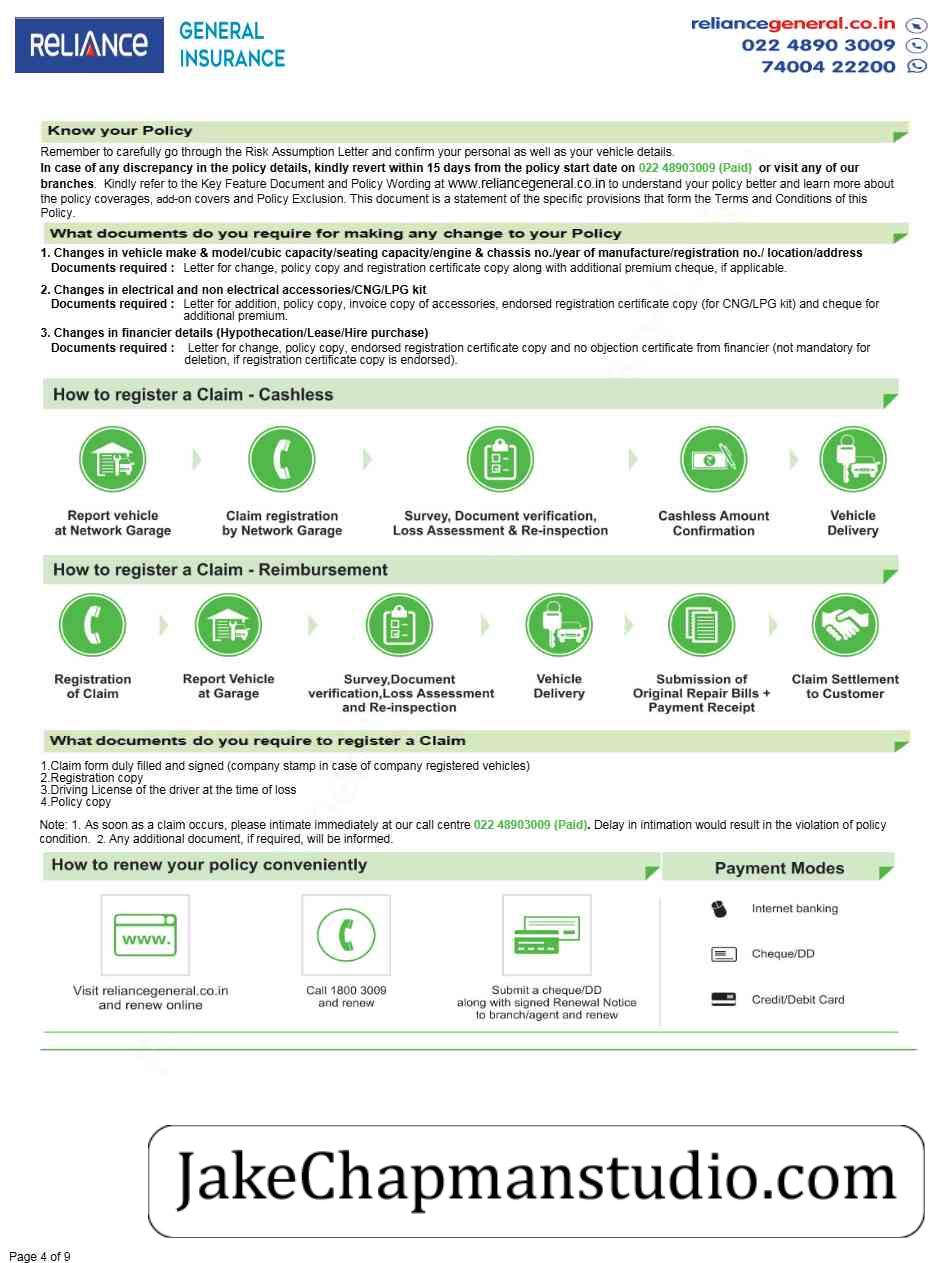 RELIANCE
GENERAL
INSURANCE
reliancegeneral.co.in
022 4890 3009
74004 22200
Know your Policy
Remember to carefully go through the Risk Assumption Letter and confirm your personal as well as your vehicle details.
In case of any discrepancy in the policy details, kindly revert within 15 days from the policy start date on 022 48903009 (Paid) or visit any of our
branches. Kindly refer to the Key Feature Document and Policy Wording at www.reliancegeneral.co.in to understand your policy better and learn more about
the policy coverages, add-on covers and Policy Exclusion. This document is a statement of the specific provisions that form the Terms and Conditions of this
Policy.
What documents do you require for making any change to your Policy
1. Changes in vehicle make & model/cubic capacity/seating capacity/engine & chassis no./year of manufacture/registration no./ location/address
Documents required : Letter for change, policy copy and registration certificate copy along with additional premium cheque, if applicable.
2. Changes in electrical and non electrical accessories/CNG/LPG kit
Documents required : Letter for addition, policy copy, invoice copy of accessories, endorsed registration certificate copy (for CNG/LPG kit) and cheque for
additional premium.
3. Changes in financier details (Hypothecation/Lease/Hire purchase)
Documents required : Letter for change, policy copy, endorsed registration certificate copy and no objection certificate from financier (not mandatory for
deletion, if registration certificate copy is endorsed).
How to register a Claim - Cashless
Report vehicle
at Network Garage
Claim registration
by Network Garage
Survey, Document verification,
Loss Assessment & Re-inspection
Cashless Amount
Confirmation
Vehicle
Delivery
How to register a Claim - Reimbursement
Registration
of Claim
Report Vehicle
at Garage
Survey,Document
verification,Loss Assessment
and Re-inspection
Vehicle
Delivery
Submission of
Original Repair Bills +
Payment Receipt
Claim Settlement
to Customer
What documents do you require to register a Claim
1.Claim form duly filled and signed (company stamp in case of company registered vehicles)
2.Registration copy
3.Driving License of the driver at the time of loss
4.Policy copy
Note: 1. As soon as a claim occurs, please intimate immediately at our call centre 022 48903009 (Paid). Delay in intimation would result in the violation of policy
condition. 2. Any additional document, if required, will be informed.
How to renew your policy conveniently
www.
Visit reliancegeneral.co.in
and renew online
Call 1800 3009
and renew
Submit a cheque/DD
along with signed Renewal Notice
to branch/agent and renew
Payment Modes
Internet banking
Cheque/DD
Credit/Debit Card
JakeChapmanstudio.com
Page 4 of 9